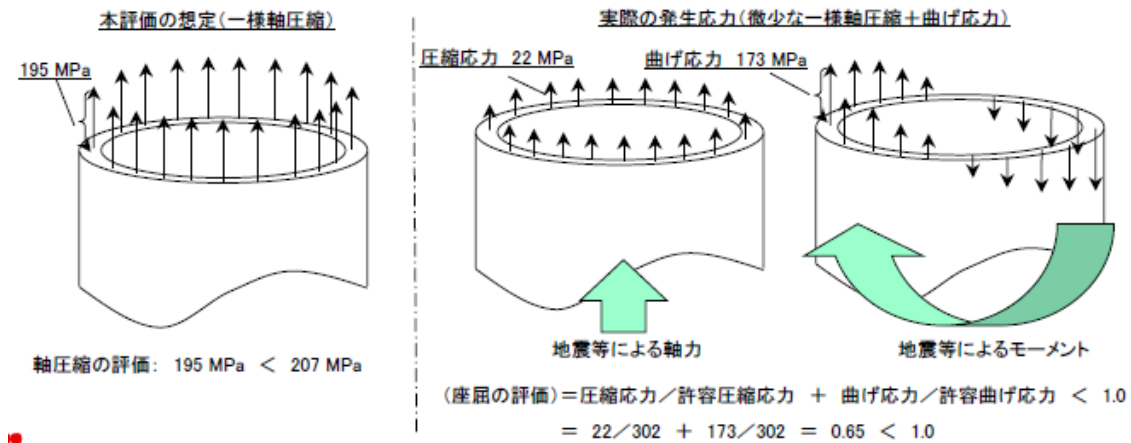 本評価の想定(一様軸圧縮)
195 MPa
軸圧縮の評価: 195 MPa < 207 MPa
実際の発生応力(微少な一様軸圧縮+曲げ応力)
圧縮応力 22 MPa
曲げ応力 173 MPa
地震等による軸力
地震等によるモーメント
(座屈の評価)=圧縮応力/許容圧縮応力 + 曲げ応力/許容曲げ応力 < 1.0
= 22/302 + 173/302 = 0.65 < 1.0